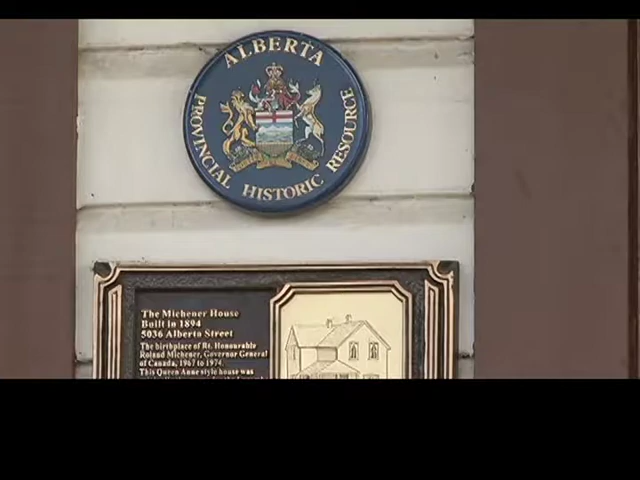 ALBERTA
PROVINCIAL HISTORIC RESOURCE
The Michener House
Built in 1894
5036 Alberta Street
The birthplace of Rt. Honourable
Roland Michener, Governor General
of Canada, 1967 to 1974.
This Queen Anne style house was